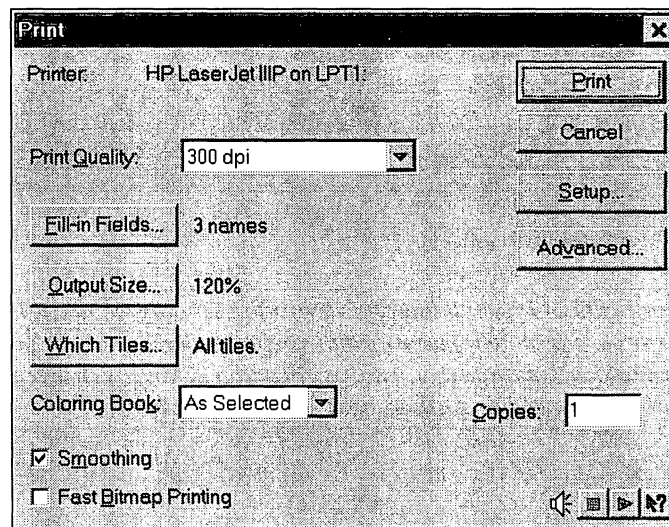 Print
Printer: HP LaserJet IIIP on LPT1:
Print
Cancel
Print Quality: 300 dpi
Setup...
Fill-in Fields... 3 names
Advanced...
Output Size... 120%
Which Tiles... All tiles.
Coloring Book: As Selected
Copies: 1
Smoothing
Fast Bitmap Printing